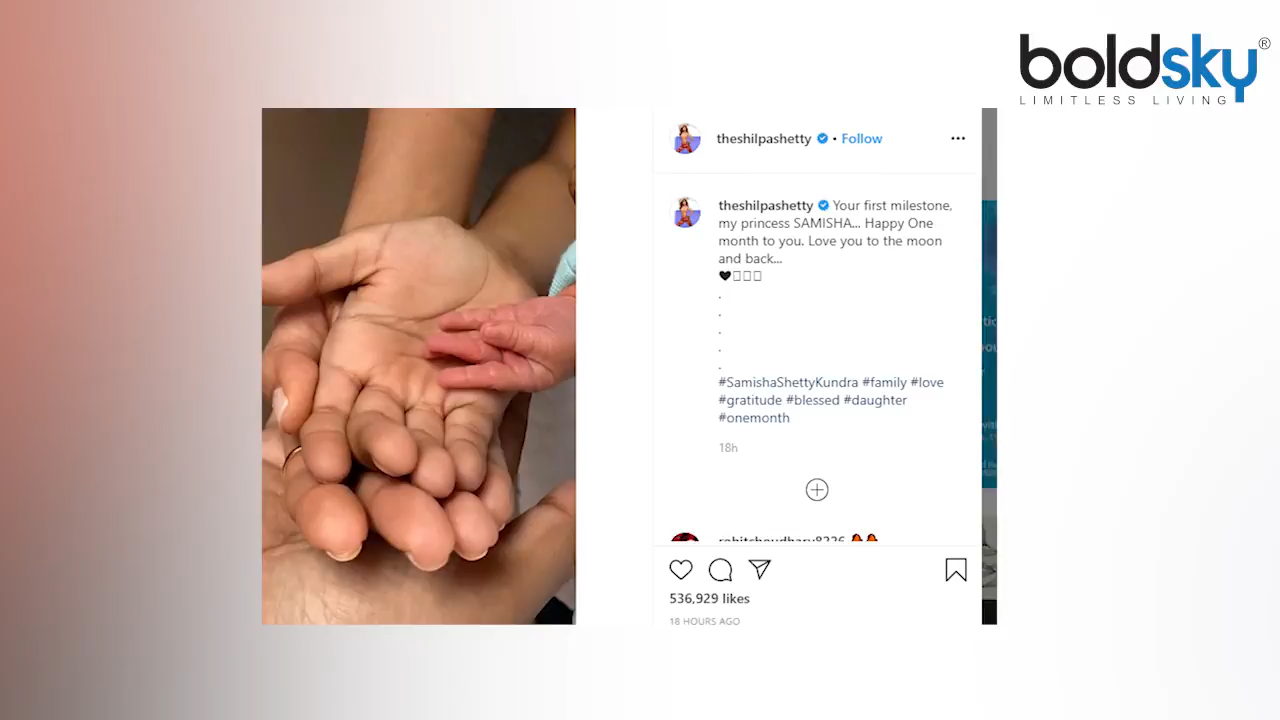 boldsky®
LIMITLESS LIVING
theshilpashetty • Follow
theshilpashetty Your first milestone,
my princess SAMISHA... Happy One
month to you. Love you to the moon
and back...
.
.
.
.
.
#SamishaShettyKundra #family #love
#gratitude #blessed #daughter
#onemonth
18h
536,929 likes
18 HOURS AGO